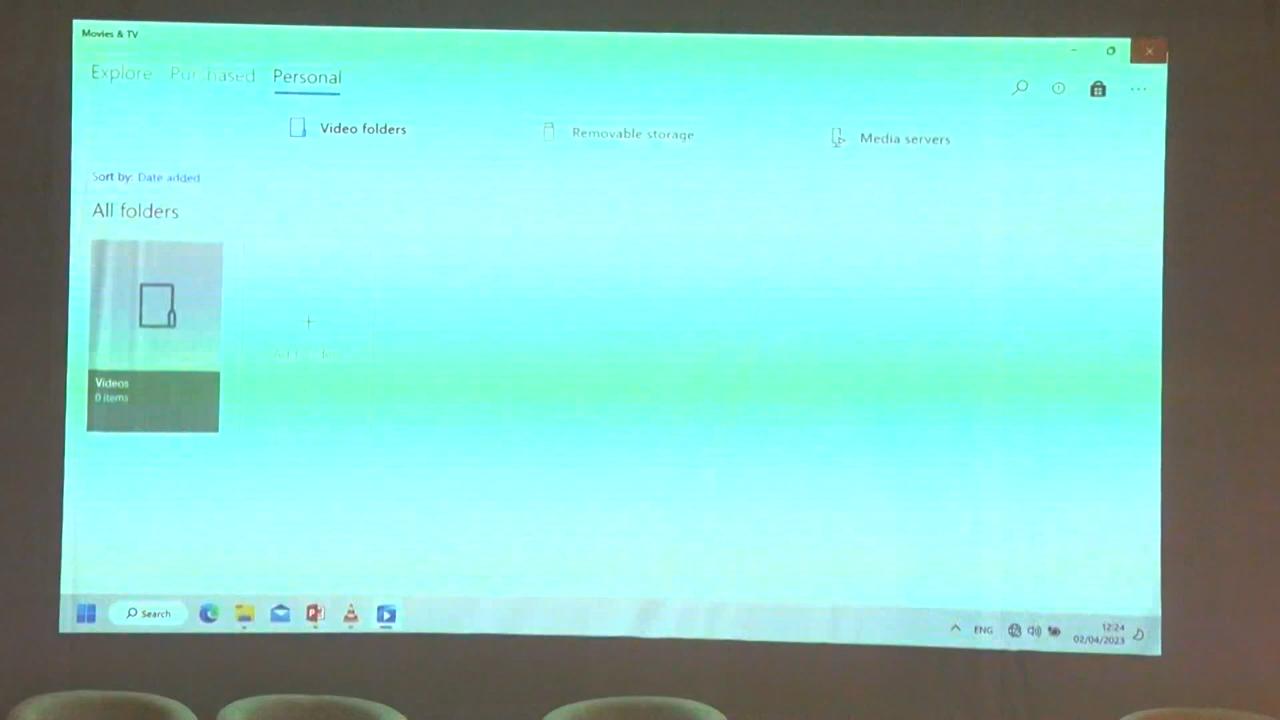 Movies & TV
Explore Purchased Personal
Video folders
Removable storage
Media servers
Sort by: Date added
All folders
Videos
0 items
Search
ENG
12:24
02/04/2023